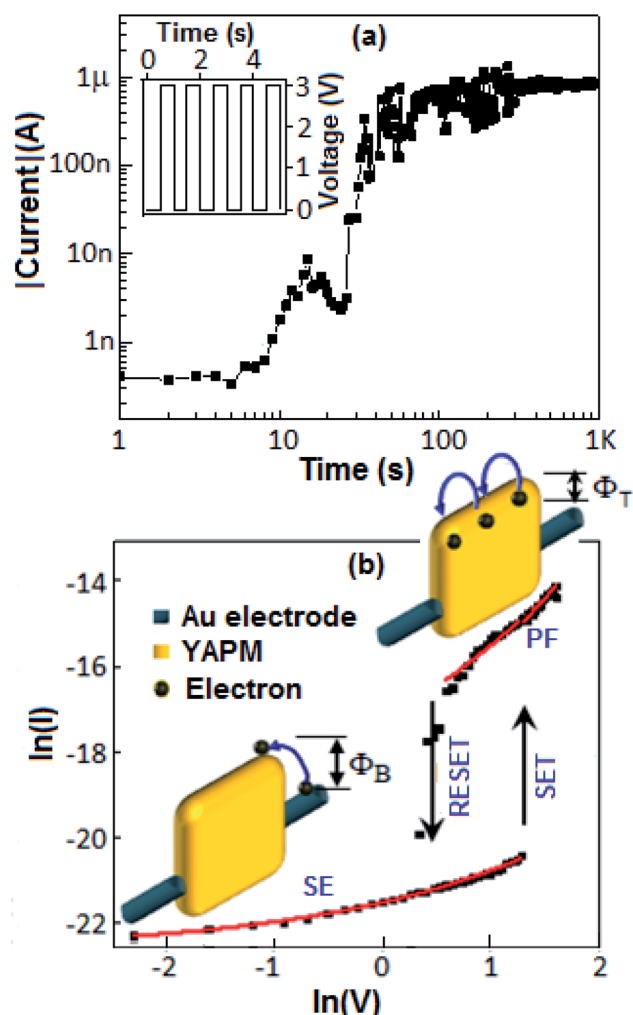 Time (s)
(a)
0 2 4
3
2
1
0
Voltage (V)
1μ
100n
10n
1n
|Current|(A)
1 10 100 1K
Time (s)
Φ_T
(b)
-14
-16
-18
-20
-22
ln(I)
Au electrode
YAPM
Electron
PF
Φ_B
RESET
SET
SE
-2 -1 0 1 2
ln(V)